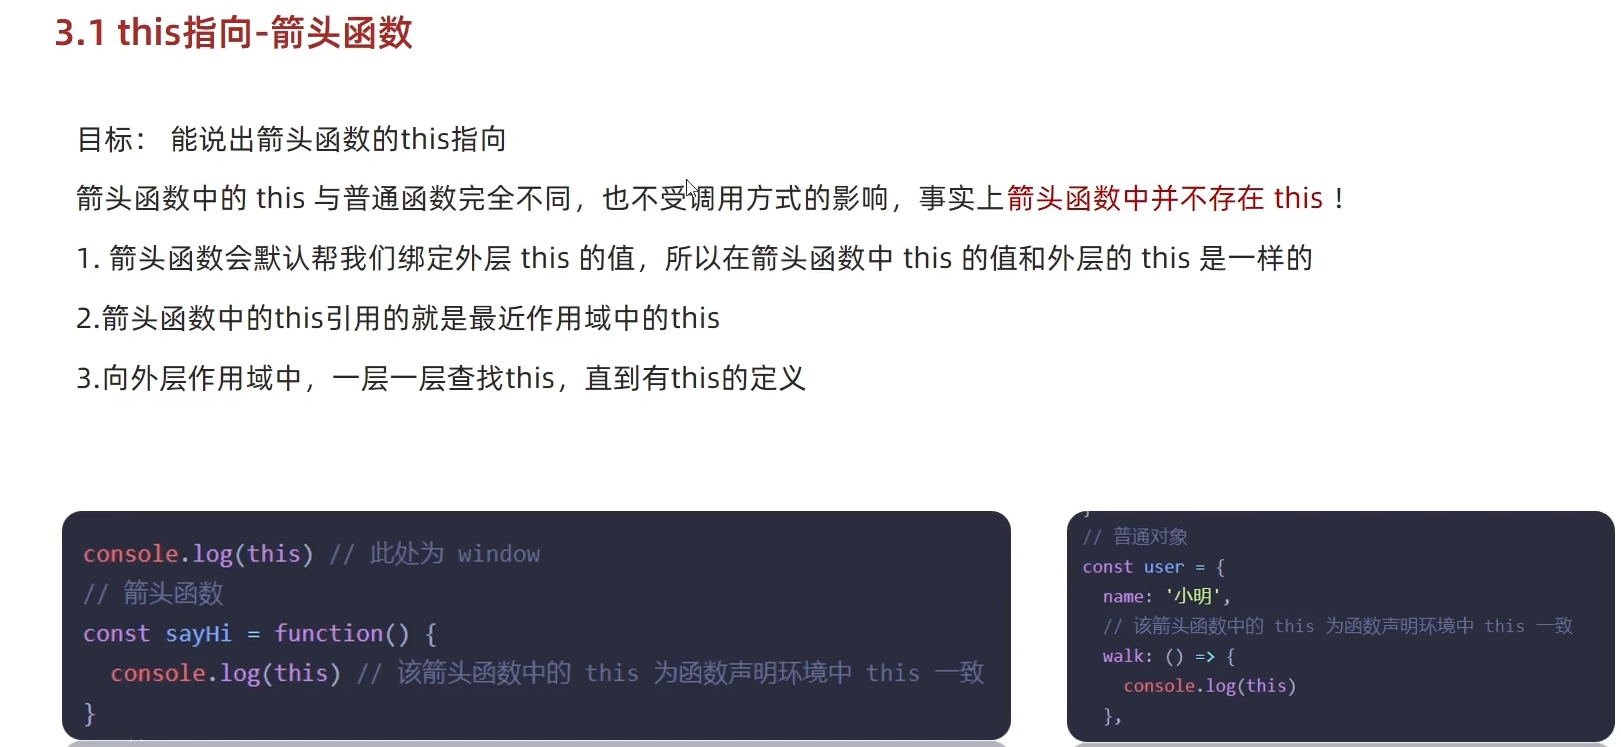 3.1 this指向-箭头函数
目标： 能说出箭头函数的this指向
箭头函数中的 this 与普通函数完全不同，也不受调用方式的影响，事实上箭头函数中并不存在 this ！
1. 箭头函数会默认帮我们绑定外层 this 的值，所以在箭头函数中 this 的值和外层的 this 是一样的
2.箭头函数中的this引用的就是最近作用域中的this
3.向外层作用域中，一层一层查找this，直到有this的定义
console.log(this) // 此处为 window
// 箭头函数
const sayHi = function() {
console.log(this) // 该箭头函数中的 this 为函数声明环境中 this 一致
}
// 普通对象
const user = {
name: '小明',
// 该箭头函数中的 this 为函数声明环境中 this 一致
walk: () => {
console.log(this)
},